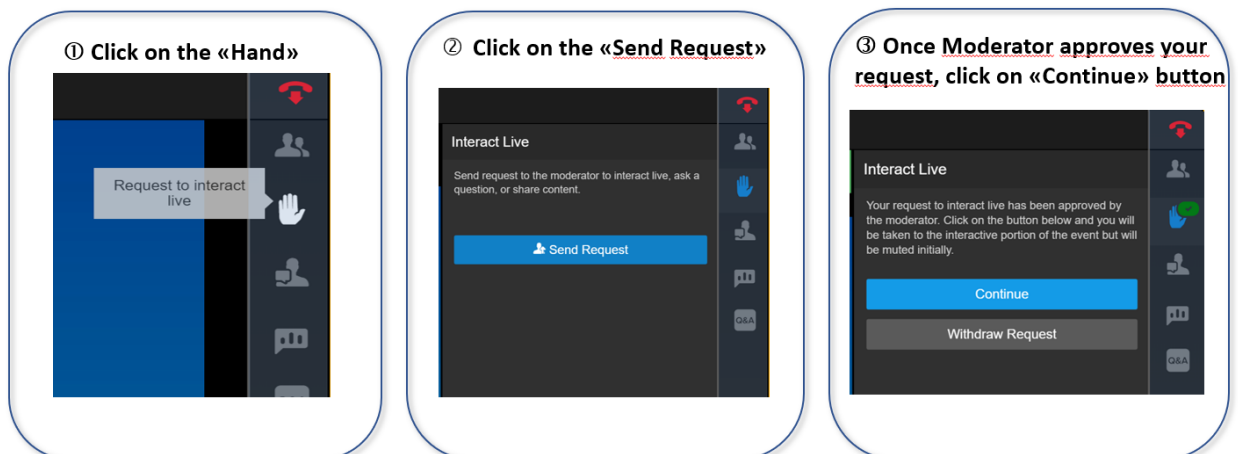 ① Click on the «Hand»
Request to interact
live
② Click on the «Send Request»
Interact Live
Send request to the moderator to interact live, ask a
question, or share content.
Send Request
Q&A
③ Once Moderator approves your
request, click on «Continue» button
Interact Live
Your request to interact live has been approved by
the moderator. Click on the button below and you will
be taken to the interactive portion of the event but will
be muted initially.
Continue
Withdraw Request
Q&A